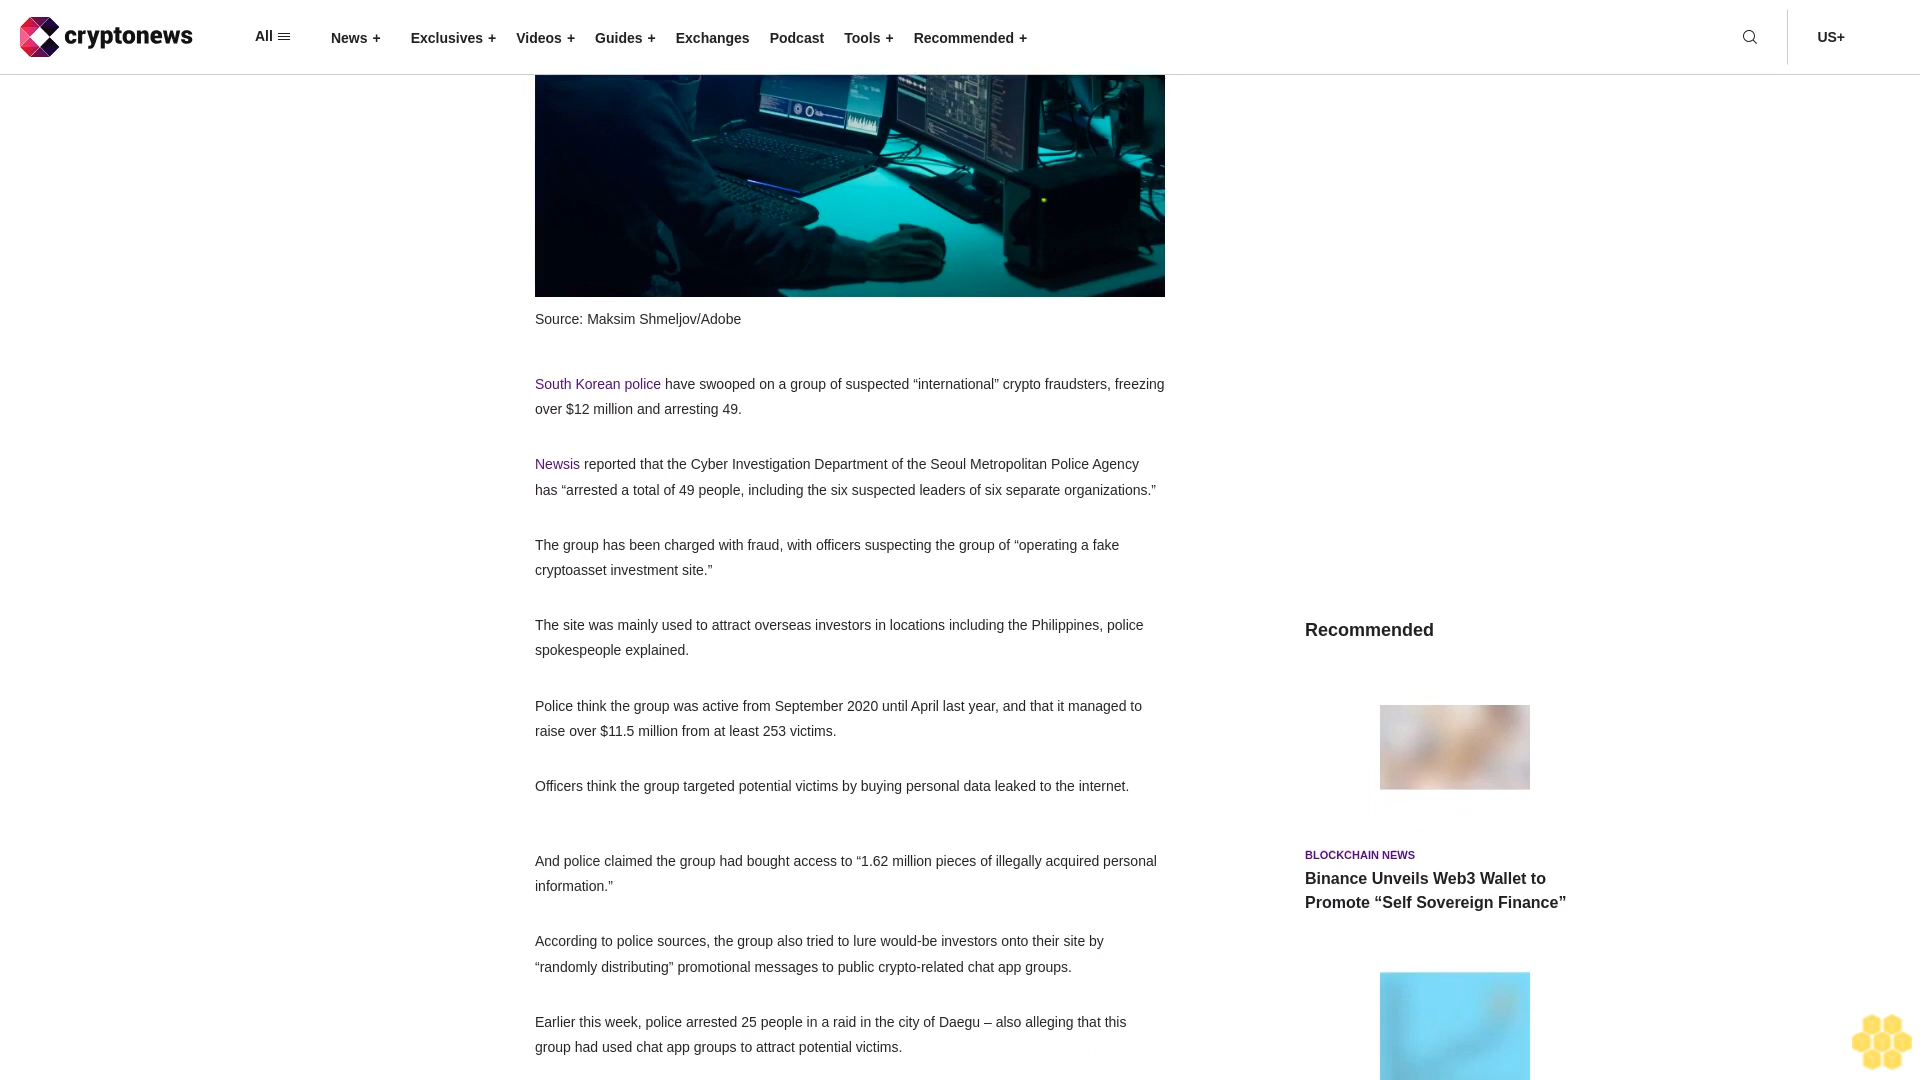 cryptonews
All
News +
Exclusives +
Videos +
Guides +
Exchanges
Podcast
Tools +
Recommended +
US+
Source: Maksim Shmeljov/Adobe
South Korean police have swooped on a group of suspected “international” crypto fraudsters, freezing
over $12 million and arresting 49.
Newsis reported that the Cyber Investigation Department of the Seoul Metropolitan Police Agency
has “arrested a total of 49 people, including the six suspected leaders of six separate organizations.”
The group has been charged with fraud, with officers suspecting the group of “operating a fake
cryptoasset investment site.”
The site was mainly used to attract overseas investors in locations including the Philippines, police
spokespeople explained.
Police think the group was active from September 2020 until April last year, and that it managed to
raise over $11.5 million from at least 253 victims.
Officers think the group targeted potential victims by buying personal data leaked to the internet.
And police claimed the group had bought access to “1.62 million pieces of illegally acquired personal
information.”
According to police sources, the group also tried to lure would-be investors onto their site by
“randomly distributing” promotional messages to public crypto-related chat app groups.
Earlier this week, police arrested 25 people in a raid in the city of Daegu – also alleging that this
group had used chat app groups to attract potential victims.
Recommended
BLOCKCHAIN NEWS
Binance Unveils Web3 Wallet to
Promote “Self Sovereign Finance”